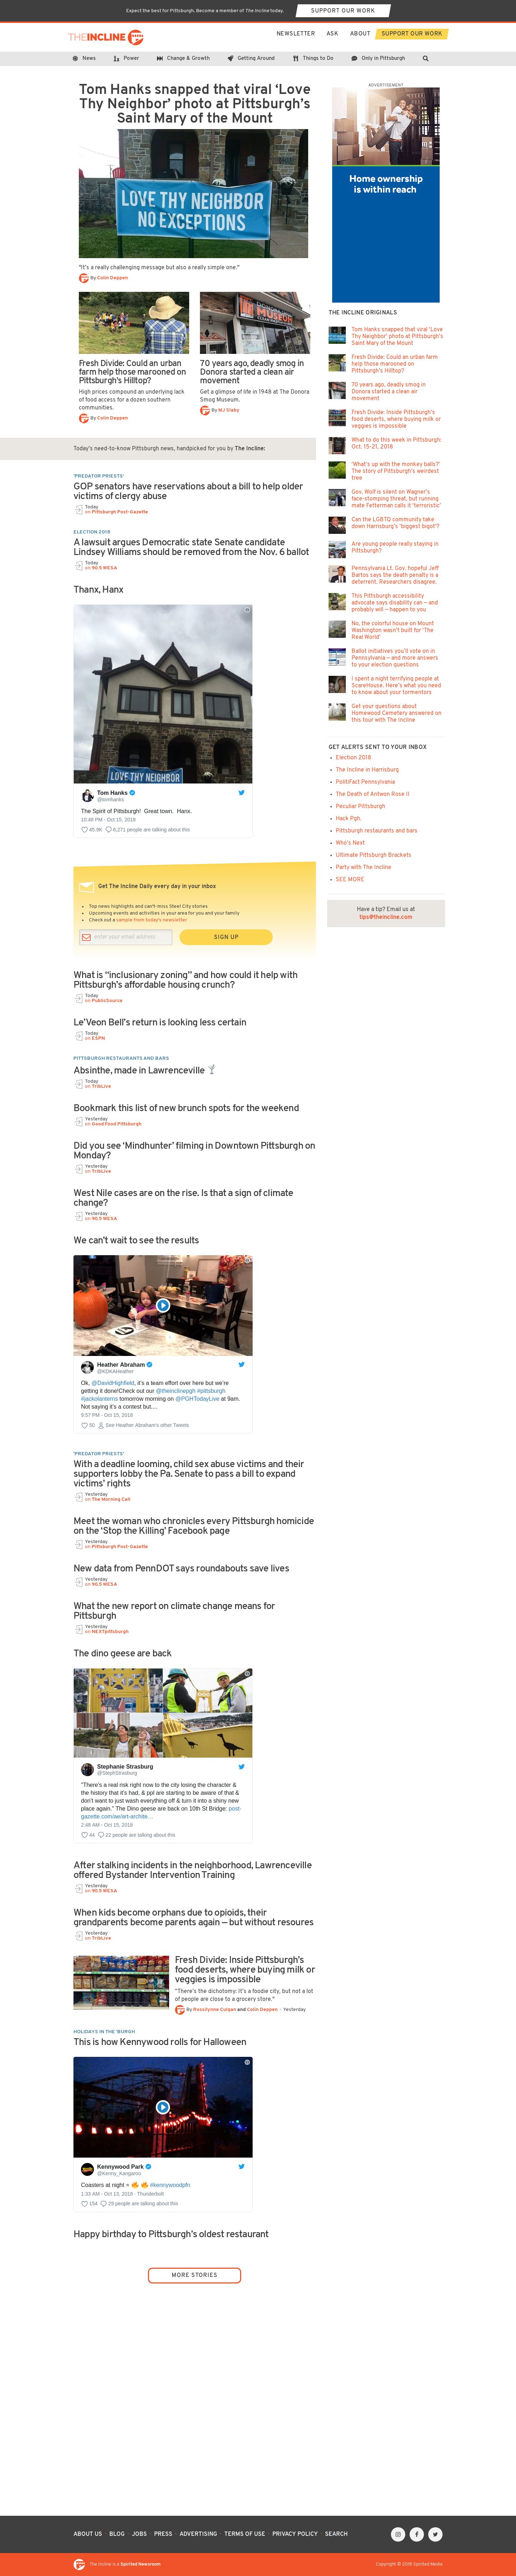 Expect the best for Pittsburgh. Become a member of The Incline today.
SUPPORT OUR WORK
THE INCLINE
NEWSLETTER ASK ABOUT SUPPORT OUR WORK
News Power Change & Growth Getting Around Things to Do Only in Pittsburgh
Tom Hanks snapped that viral ‘Love
Thy Neighbor’ photo at Pittsburgh’s
Saint Mary of the Mount
LOVE THY NEIGHBOR
NO EXCEPTIONS
"It’s a really challenging message but also a really simple one."
By Colin Deppen
Fresh Divide: Could an urban
farm help those marooned on
Pittsburgh’s Hilltop?
High prices compound an underlying lack
of food access for a dozen southern
communities.
By Colin Deppen
MUSEUM
70 years ago, deadly smog in
Donora started a clean air
movement
Get a glimpse of life in 1948 at The Donora
Smog Museum.
By MJ Slaby
Today's need-to-know Pittsburgh news, handpicked for you by The Incline:
'PREDATOR PRIESTS'
GOP senators have reservations about a bill to help older
victims of clergy abuse
Today
on Pittsburgh Post-Gazette
ELECTION 2018
A lawsuit argues Democratic state Senate candidate
Lindsey Williams should be removed from the Nov. 6 ballot
Today
on 90.5 WESA
Thanx, Hanx
LOVE THY NEIGHBOR
Tom Hanks
@tomhanks
The Spirit of Pittsburgh! Great town. Hanx.
10:48 PM - Oct 15, 2018
45.9K 6,271 people are talking about this
Get The Incline Daily every day in your inbox
Top news highlights and can't-miss Steel City stories
Upcoming events and activities in your area for you and your family
Check out a sample from today's newsletter
enter your email address
SIGN UP
What is “inclusionary zoning” and how could it help with
Pittsburgh’s affordable housing crunch?
Today
on PublicSource
Le’Veon Bell’s return is looking less certain
Today
on ESPN
PITTSBURGH RESTAURANTS AND BARS
Absinthe, made in Lawrenceville
Today
on TribLive
Bookmark this list of new brunch spots for the weekend
Yesterday
on Good Food Pittsburgh
Did you see ‘Mindhunter’ filming in Downtown Pittsburgh on
Monday?
Yesterday
on TribLive
West Nile cases are on the rise. Is that a sign of climate
change?
Yesterday
on 90.5 WESA
We can’t wait to see the results
Heather Abraham
@KDKAHeather
Ok, @DavidHighfield, it’s a team effort over here but we’re
getting it done!Check out our @theinclinepgh #pittsburgh
#jackolanterns tomorrow morning on @PGHTodayLive at 9am.
Not saying it’s a contest but....
9:57 PM - Oct 15, 2018
50 See Heather Abraham's other Tweets
'PREDATOR PRIESTS'
With a deadline looming, child sex abuse victims and their
supporters lobby the Pa. Senate to pass a bill to expand
victims’ rights
Yesterday
on The Morning Call
Meet the woman who chronicles every Pittsburgh homicide
on the ‘Stop the Killing’ Facebook page
Yesterday
on Pittsburgh Post-Gazette
New data from PennDOT says roundabouts save lives
Yesterday
on 90.5 WESA
What the new report on climate change means for
Pittsburgh
Yesterday
on NEXTpittsburgh
The dino geese are back
Stephanie Strasburg
@StephStrasburg
"There's a real risk right now to the city losing the character &
the history that it's had, & ppl are starting to be aware of that &
don't want to just wash everything off & turn it into a shiny new
place again." The Dino geese are back on 10th St Bridge: post-
gazette.com/ae/art-archite…
2:46 AM - Oct 15, 2018
44 22 people are talking about this
After stalking incidents in the neighborhood, Lawrenceville
offered Bystander Intervention Training
Yesterday
on 90.5 WESA
When kids become orphans due to opioids, their
grandparents become parents again — but without resources
Yesterday
on TribLive
Fresh Divide: Inside Pittsburgh’s
food deserts, where buying milk or
veggies is impossible
"There’s the dichotomy: It’s a foodie city, but not a lot
of people are close to a grocery store."
By Rossilynne Culgan and Colin Deppen · Yesterday
HOLIDAYS IN THE 'BURGH
This is how Kennywood rolls for Halloween
Kennywood Park
@Kenny_Kangaroo
Coasters at night = #kennywoodpfn
1:33 AM - Oct 13, 2018 · Thunderbolt
154 29 people are talking about this
Happy birthday to Pittsburgh’s oldest restaurant
MORE STORIES
ADVERTISEMENT
Home ownership
is within reach
THE INCLINE ORIGINALS
Tom Hanks snapped that viral ‘Love
Thy Neighbor’ photo at Pittsburgh’s
Saint Mary of the Mount
Fresh Divide: Could an urban farm
help those marooned on
Pittsburgh’s Hilltop?
70 years ago, deadly smog in
Donora started a clean air
movement
Fresh Divide: Inside Pittsburgh’s
food deserts, where buying milk or
veggies is impossible
What to do this week in Pittsburgh:
Oct. 15-21, 2018
‘What’s up with the monkey balls?’
The story of Pittsburgh’s weirdest
tree
Gov. Wolf is silent on Wagner’s
face-stomping threat, but running
mate Fetterman calls it ‘terroristic’
Can the LGBTQ community take
down Harrisburg’s ‘biggest bigot’?
Are young people really staying in
Pittsburgh?
Pennsylvania Lt. Gov. hopeful Jeff
Bartos says the death penalty is a
deterrent. Researchers disagree.
This Pittsburgh accessibility
advocate says disability can — and
probably will — happen to you
No, the colorful house on Mount
Washington wasn’t built for ‘The
Real World’
Ballot initiatives you’ll vote on in
Pennsylvania — and more answers
to your election questions
I spent a night terrifying people at
ScareHouse. Here’s what you need
to know about your tormentors
Get your questions about
Homewood Cemetery answered on
this tour with The Incline
GET ALERTS SENT TO YOUR INBOX
Election 2018
The Incline in Harrisburg
PolitiFact Pennsylvania
The Death of Antwon Rose II
Peculiar Pittsburgh
Hack Pgh.
Pittsburgh restaurants and bars
Who's Next
Ultimate Pittsburgh Brackets
Party with The Incline
SEE MORE
Have a tip? Email us at
tips@theincline.com
ABOUT US · BLOG · JOBS · PRESS · ADVERTISING · TERMS OF USE · PRIVACY POLICY · SEARCH
The Incline is a Spirited Newsroom
Copyright © 2018 Spirited Media